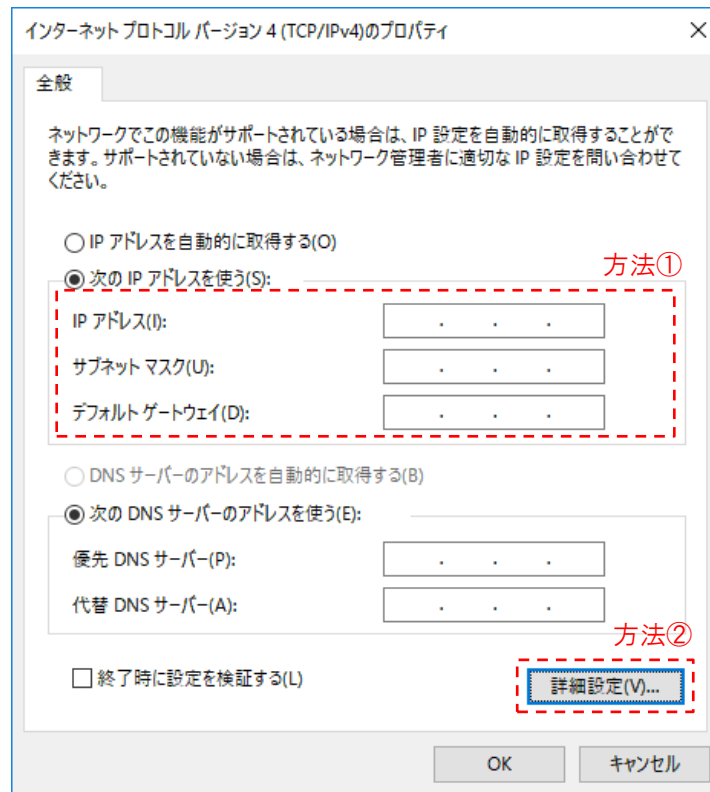 インターネット プロトコル バージョン 4 (TCP/IPv4)のプロパティ
全般
ネットワークでこの機能がサポートされている場合は、IP 設定を自動的に取得することがで
きます。サポートされていない場合は、ネットワーク管理者に適切な IP 設定を問い合わせて
ください。
IP アドレスを自動的に取得する(O)
方法①
次の IP アドレスを使う(S):
IP アドレス(I):
サブネット マスク(U):
デフォルト ゲートウェイ(D):
DNS サーバーのアドレスを自動的に取得する(B)
次の DNS サーバーのアドレスを使う(E):
優先 DNS サーバー(P):
代替 DNS サーバー(A):
方法②
終了時に設定を検証する(L)
詳細設定(V)...
OK キャンセル